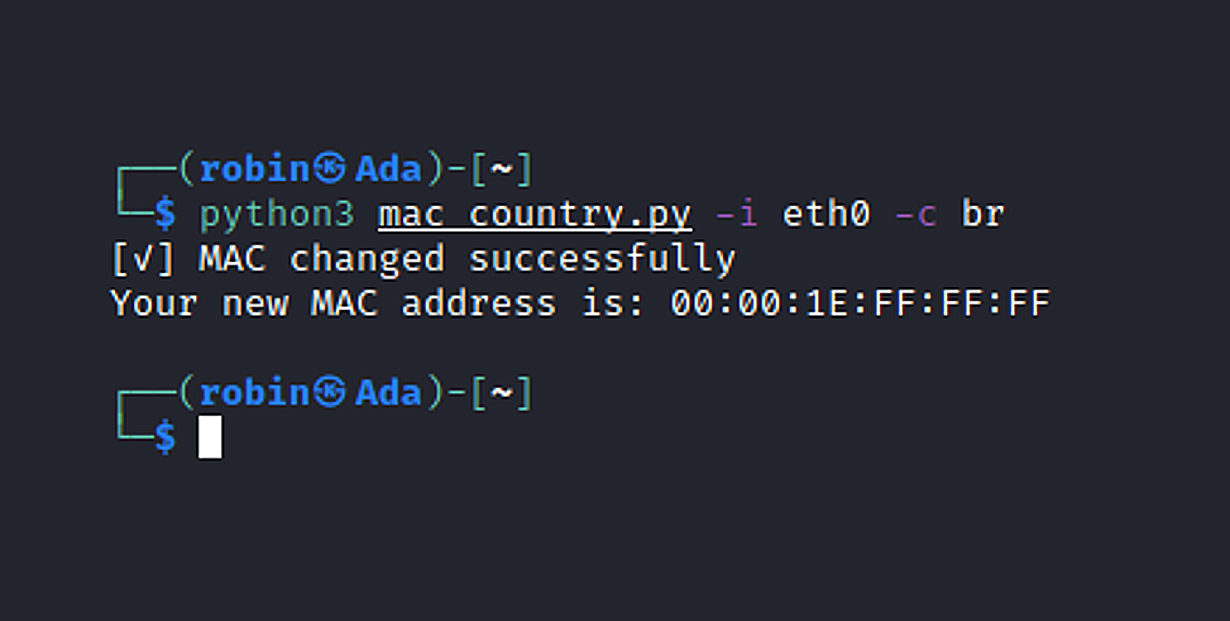 ┌──(robin㉿Ada)-[~]
└─$ python3 mac_country.py -i eth0 -c br
[√] MAC changed successfully
Your new MAC address is: 00:00:1E:FF:FF:FF
┌──(robin㉿Ada)-[~]
└─$